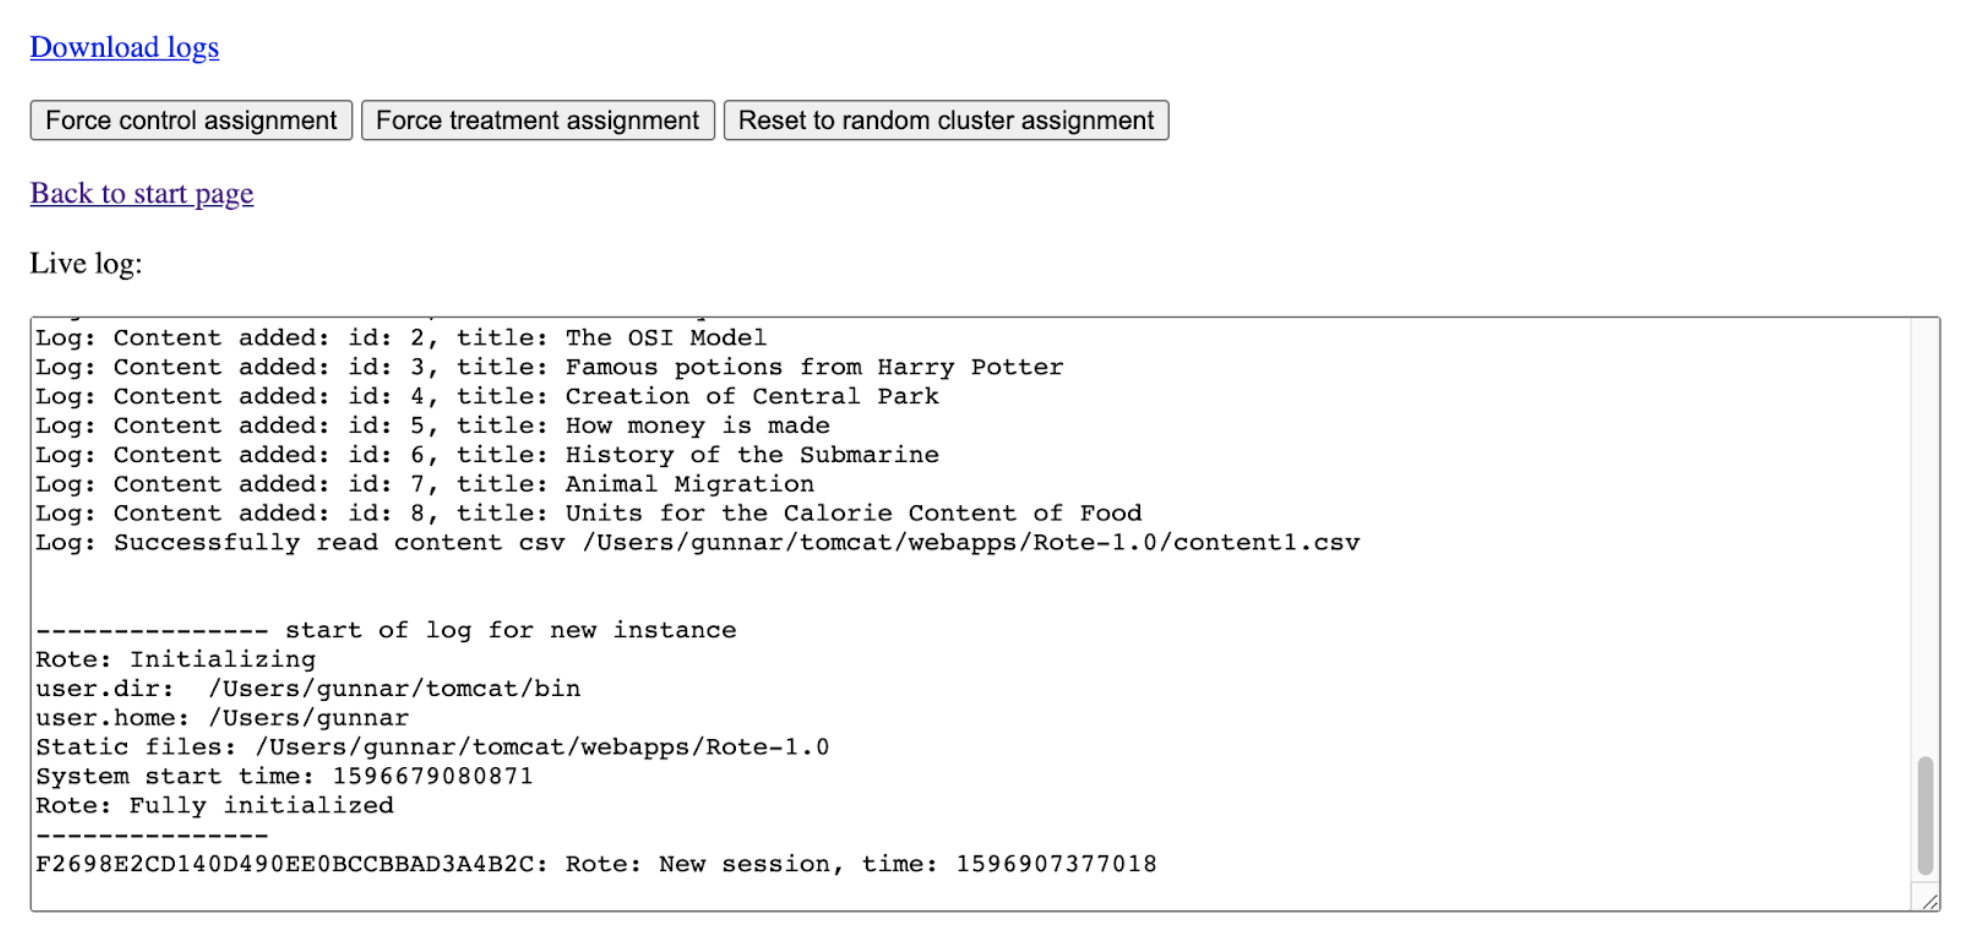 Download logs
Force control assignment Force treatment assignment Reset to random cluster assignment
Back to start page
Live log:
Log: Content added: id: 2, title: The OSI Model
Log: Content added: id: 3, title: Famous potions from Harry Potter
Log: Content added: id: 4, title: Creation of Central Park
Log: Content added: id: 5, title: How money is made
Log: Content added: id: 6, title: History of the Submarine
Log: Content added: id: 7, title: Animal Migration
Log: Content added: id: 8, title: Units for the Calorie Content of Food
Log: Successfully read content csv /Users/gunnar/tomcat/webapps/Rote-1.0/content1.csv
--------------- start of log for new instance
Rote: Initializing
user.dir:  /Users/gunnar/tomcat/bin
user.home: /Users/gunnar
Static files: /Users/gunnar/tomcat/webapps/Rote-1.0
System start time: 1596679080871
Rote: Fully initialized
---------------
F2698E2CD140D490EE0BCCBBAD3A4B2C: Rote: New session, time: 1596907377018